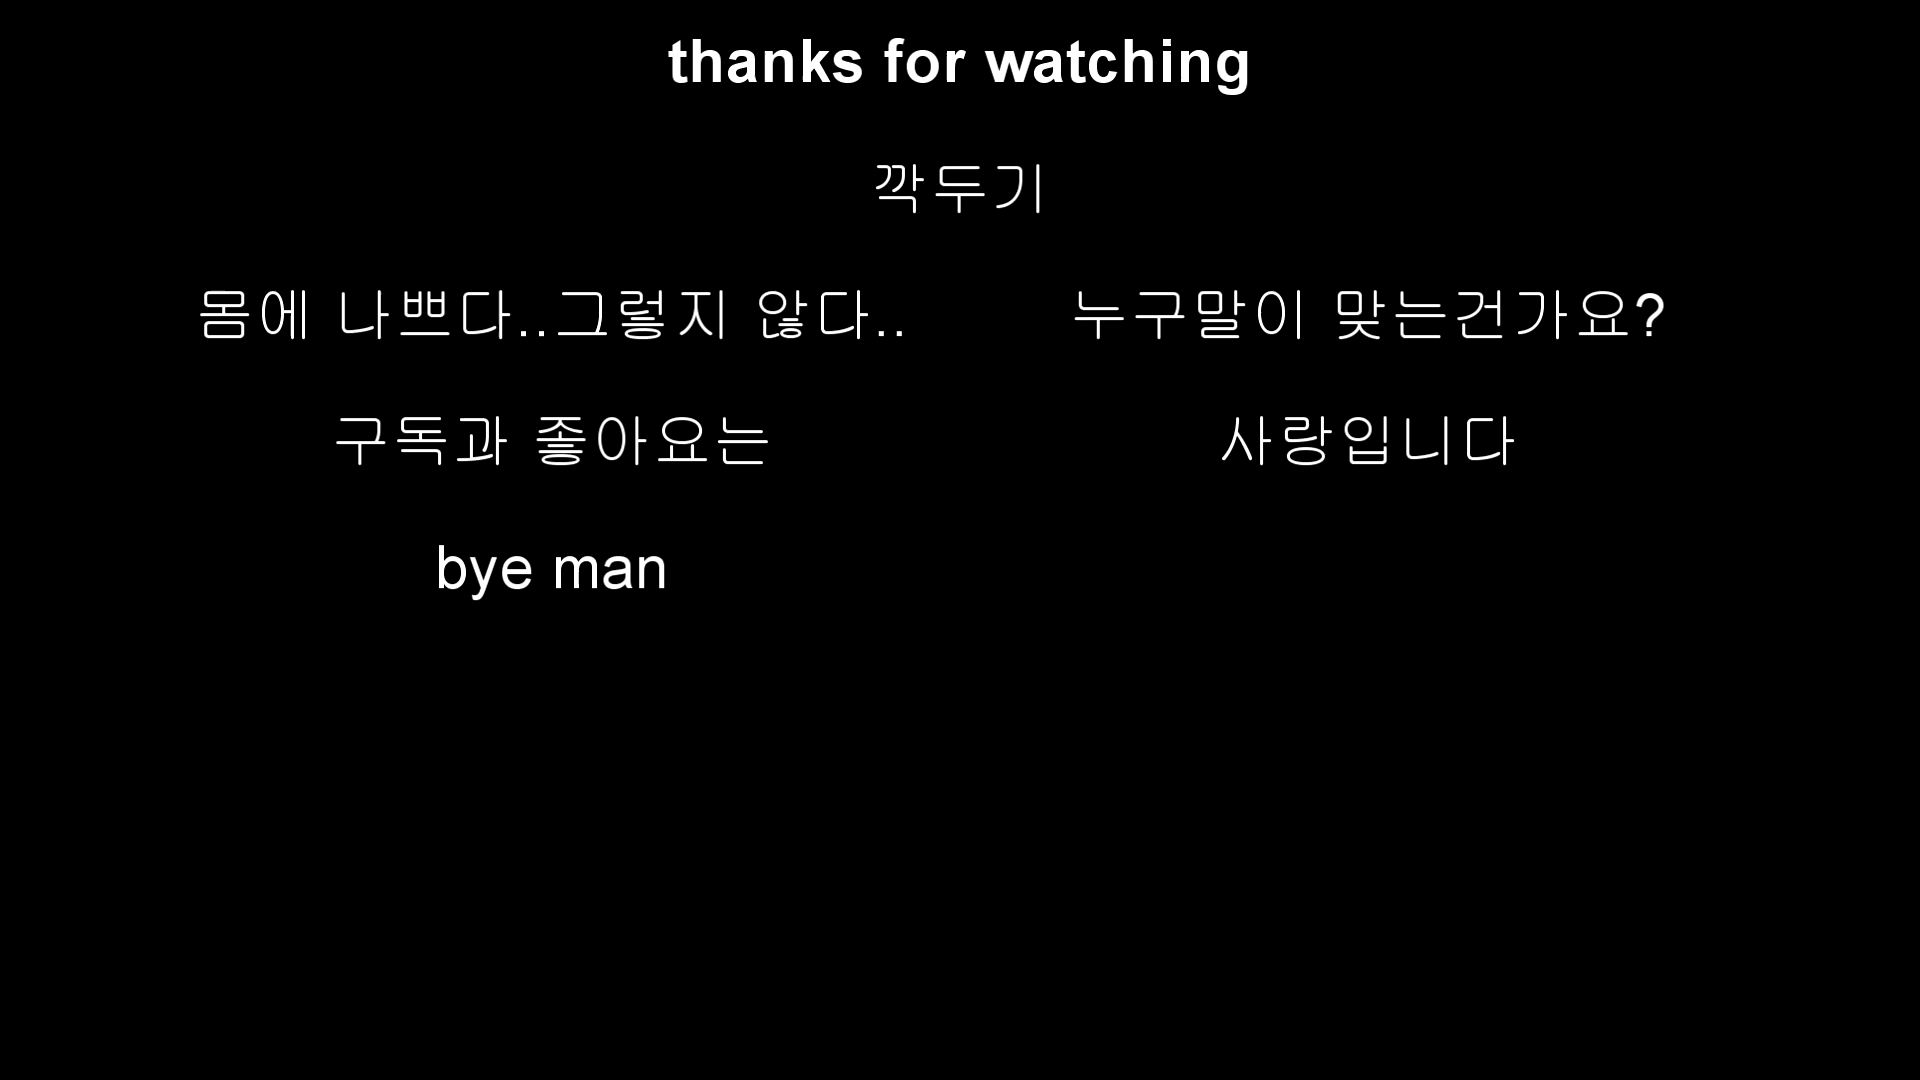 thanks for watching
깍두기
몸에 나쁘다..그렇지 않다.. 누구말이 맞는건가요?
구독과 좋아요는 사랑입니다
bye man